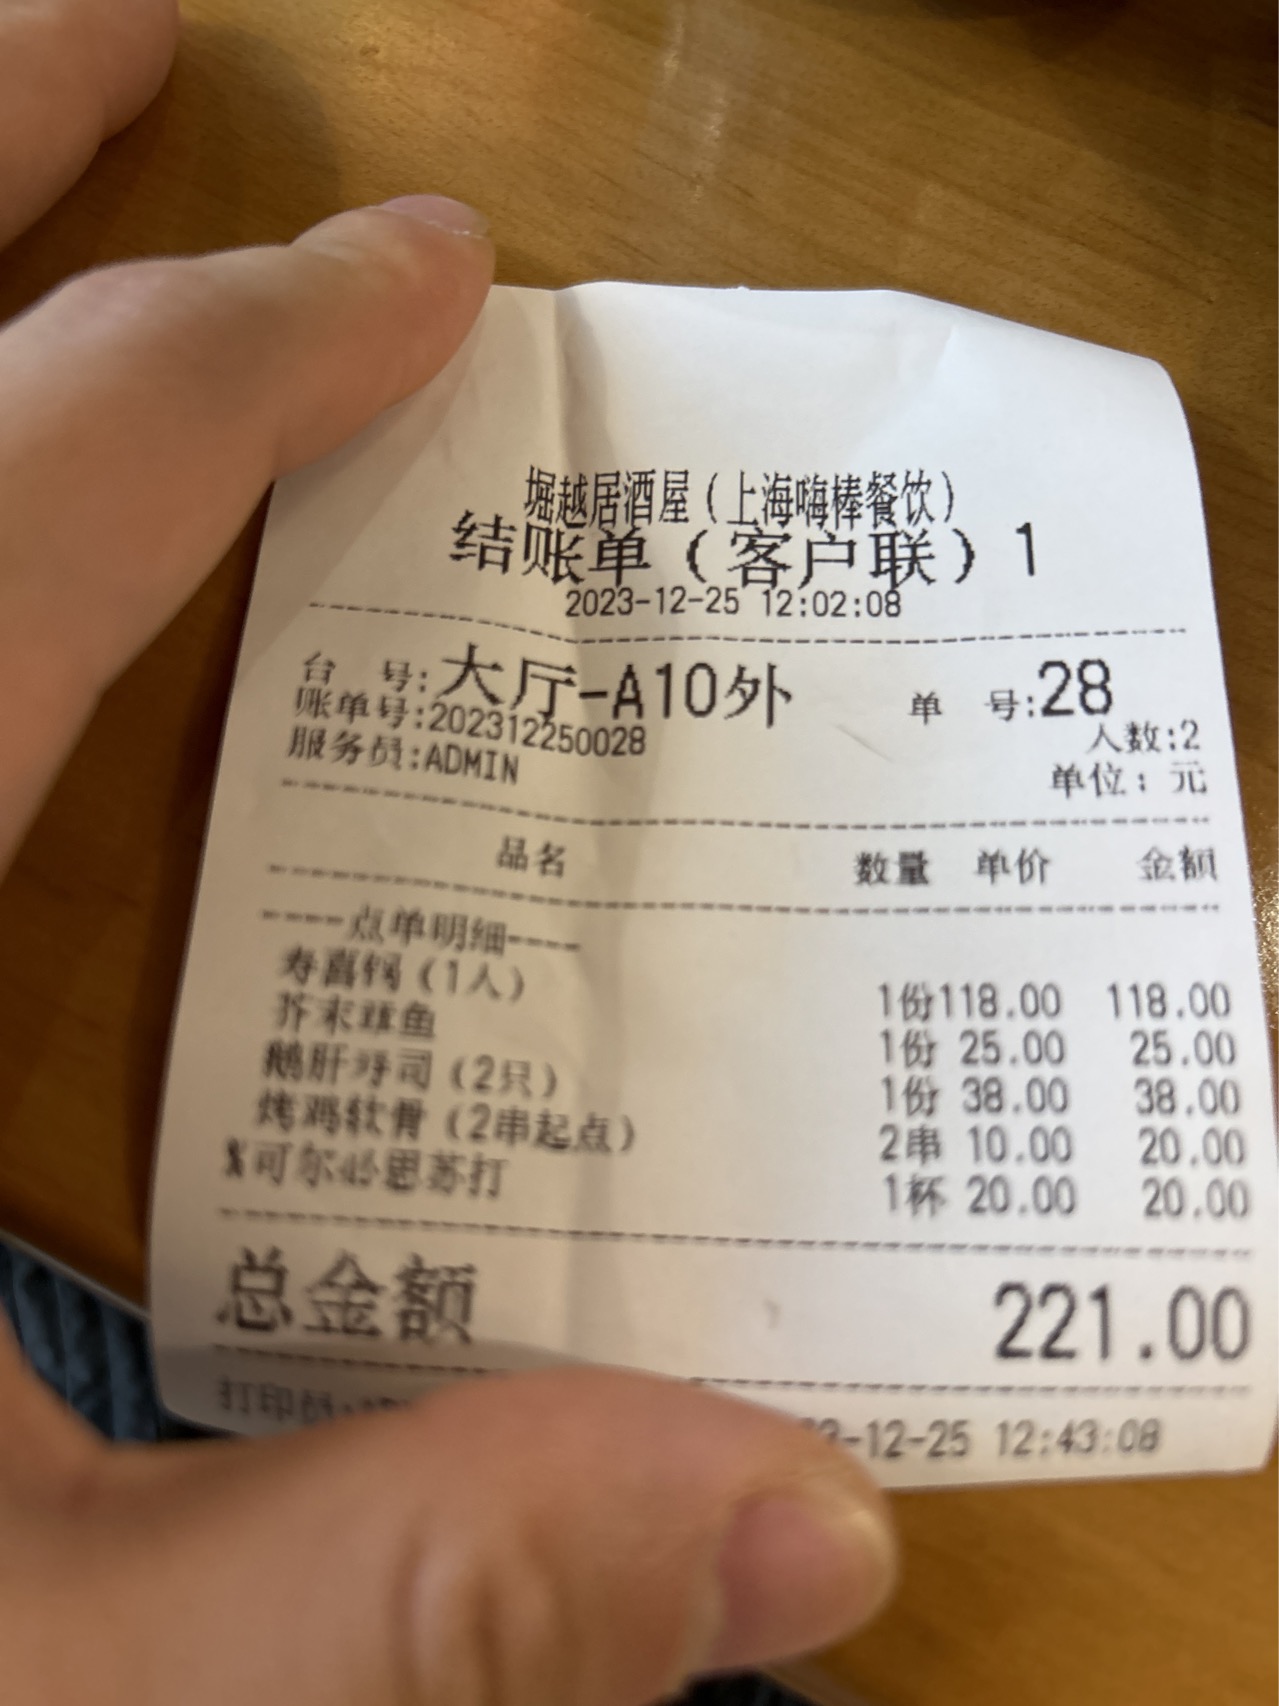 堀越居酒屋（上海嗨棒餐饮）
结账单（客户联）1
2023-12-25 12:02:08
台 号:大厅-A10外 单 号:28
账单号:202312250028 人数:2
服务员:ADMIN 单位：元
品名 数量 单价 金额
----点单明细----
寿喜锅（1人） 1份118.00 118.00
芥末章鱼 1份 25.00 25.00
鹅肝寿司（2只） 1份 38.00 38.00
烤鸡软骨（2串起点） 2串 10.00 20.00
%可尔必思苏打 1杯 20.00 20.00
总金额 221.00
打印员: -12-25 12:43:08